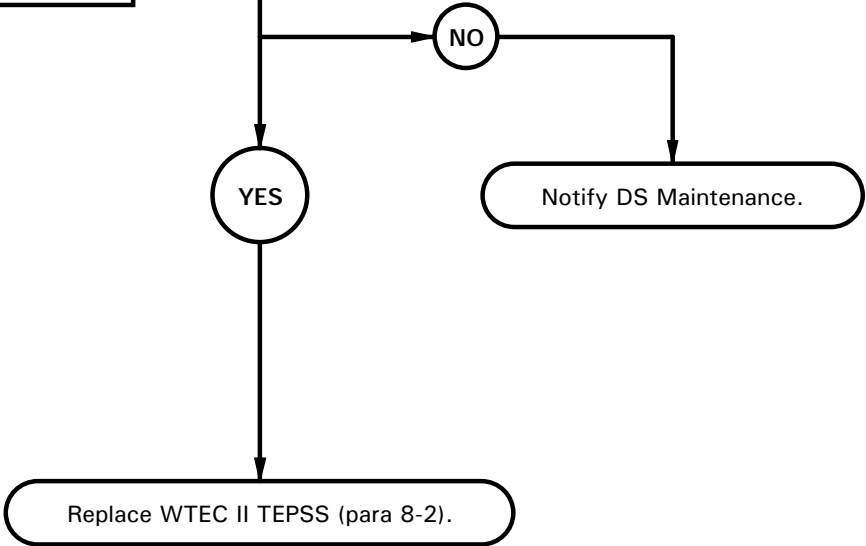 NO
YES
Notify DS Maintenance.
Replace WTEC II TEPSS (para 8-2).